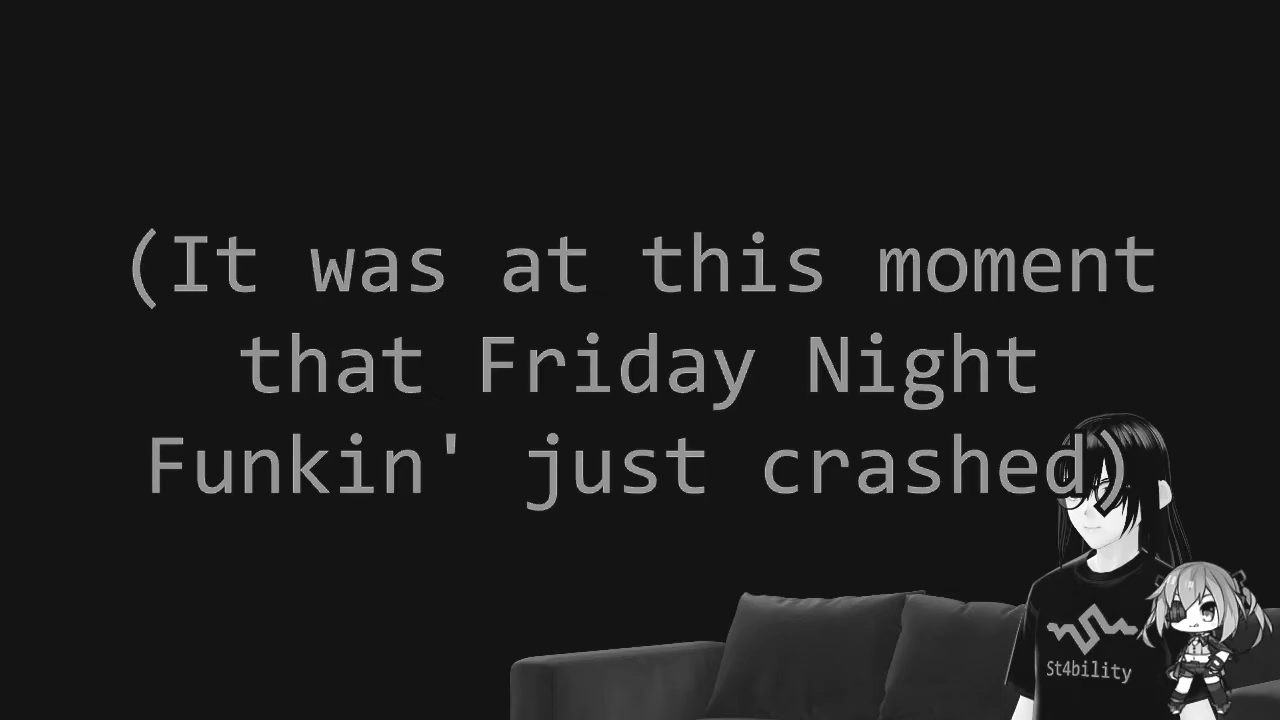 (It was at this moment
that Friday Night
Funkin' just crashed)
St4bility